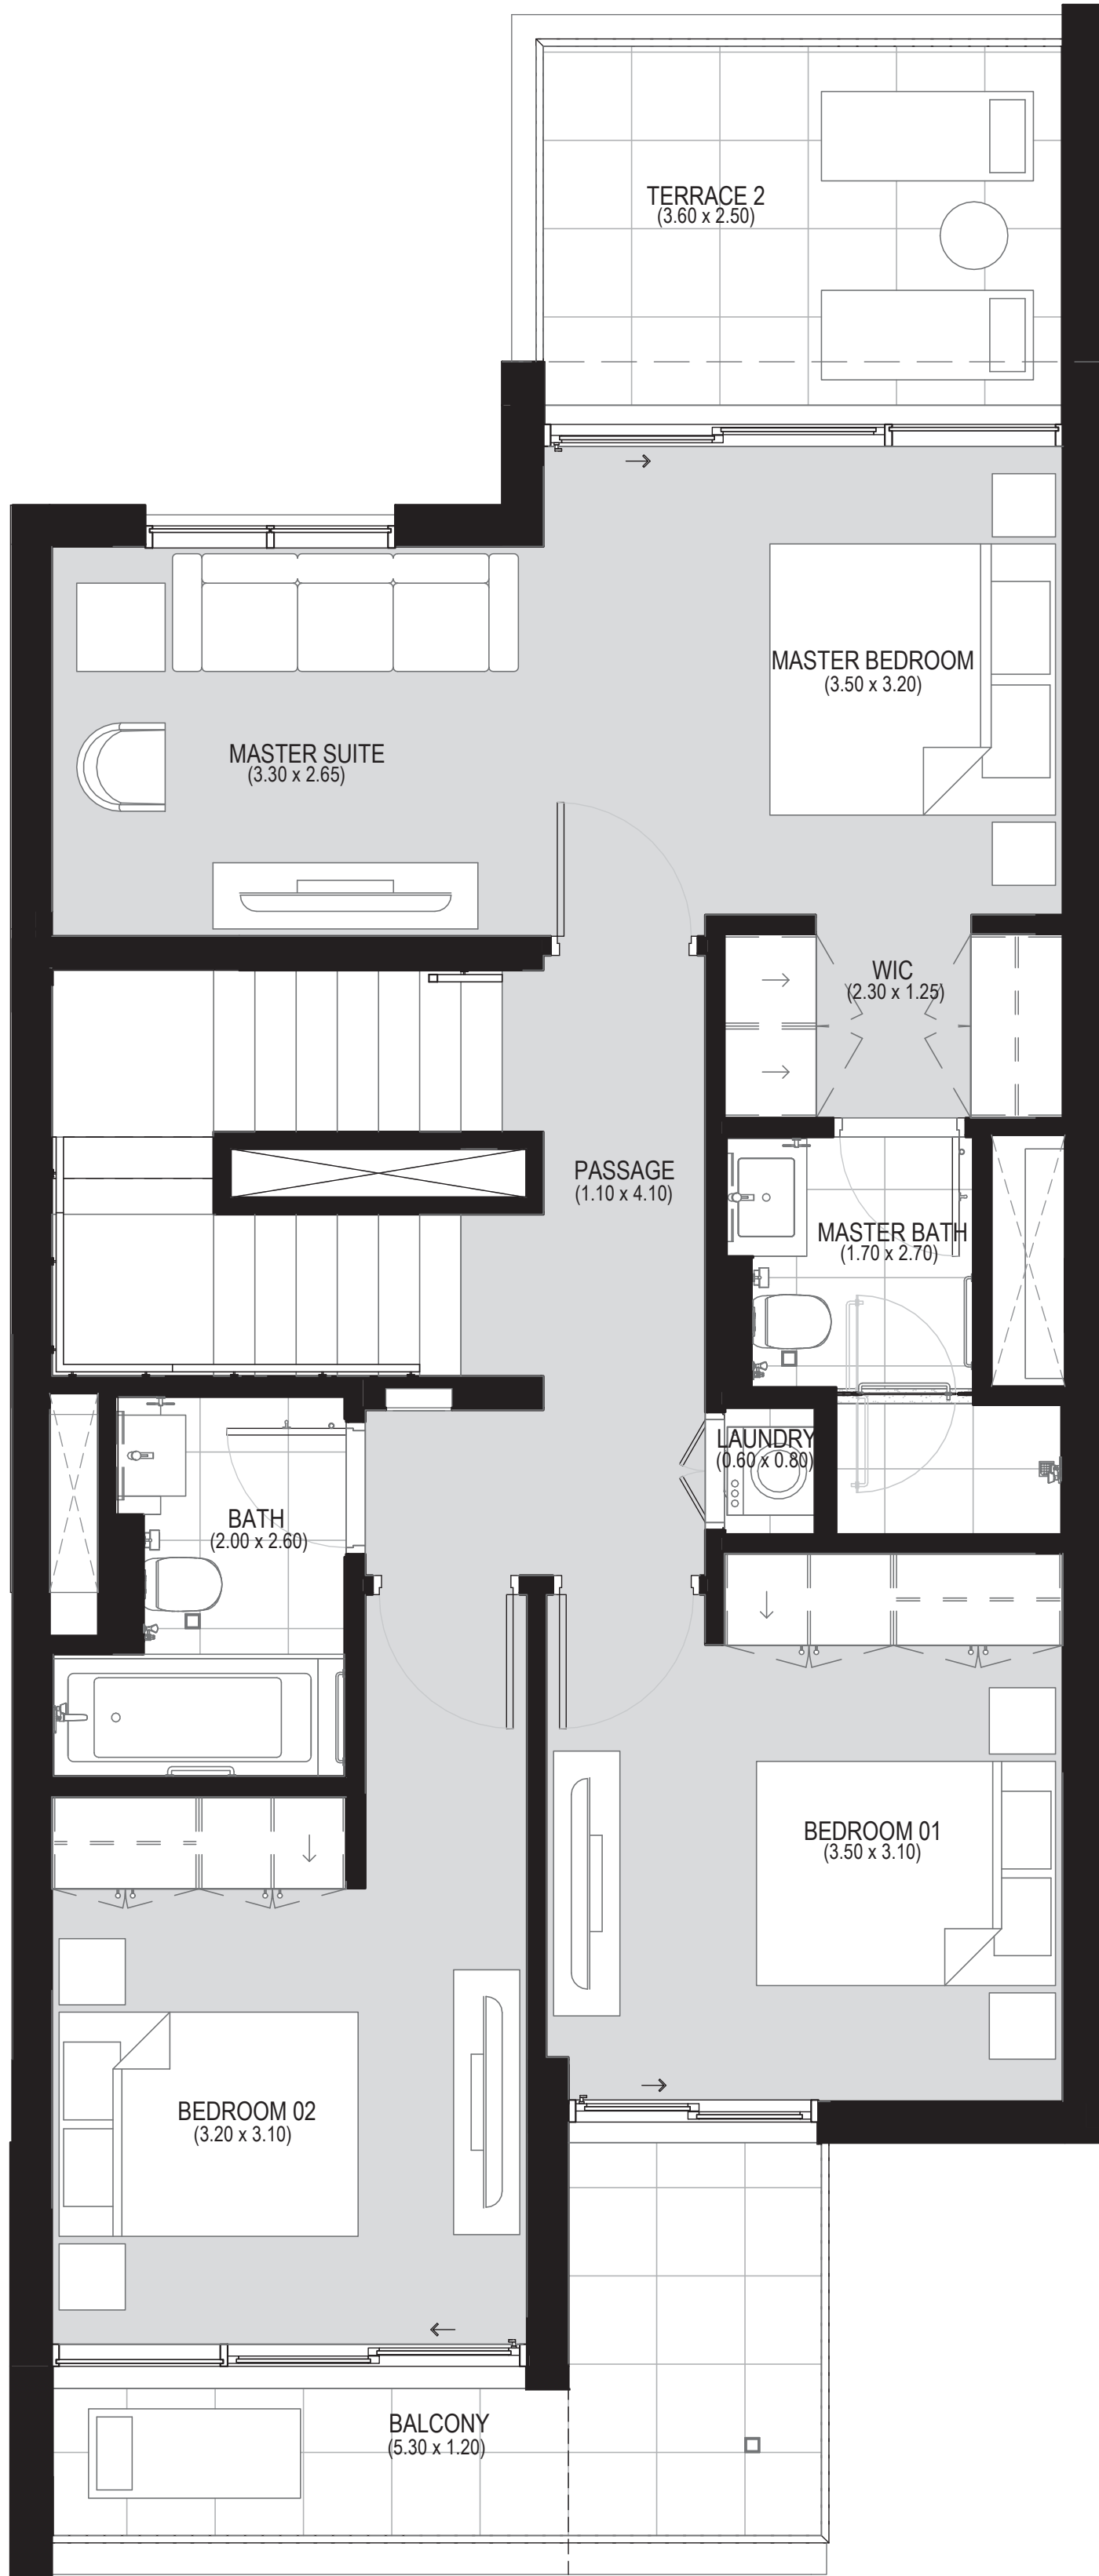 TERRACE 2
(3.60 x 2.50)
MASTER BEDROOM
(3.50 x 3.20)
MASTER SUITE
(3.30 x 2.65)
WIC
(2.30 x 1.25)
PASSAGE
(1.10 x 4.10)
MASTER BATH
(1.70 x 2.70)
LAUNDRY
(0.60 x 0.80)
BATH
(2.00 x 2.60)
BEDROOM 01
(3.50 x 3.10)
BEDROOM 02
(3.20 x 3.10)
BALCONY
(5.30 x 1.20)